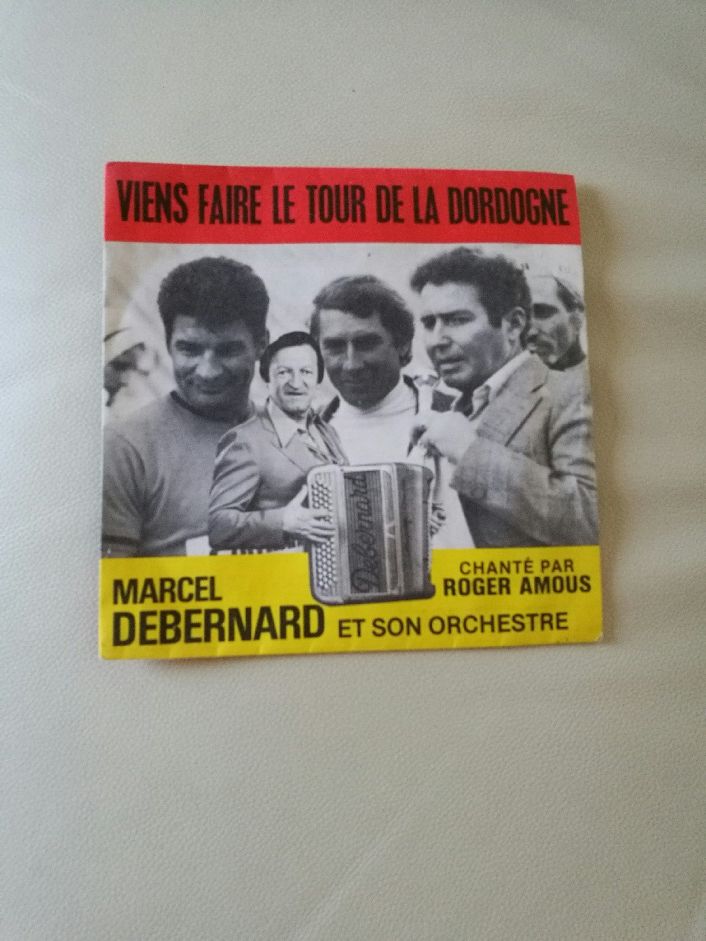 VIENS FAIRE LE TOUR DE LA DORDOGNE
Debernard
MARCEL
DEBERNARD ET SON ORCHESTRE
CHANTÉ PAR
ROGER AMOUS